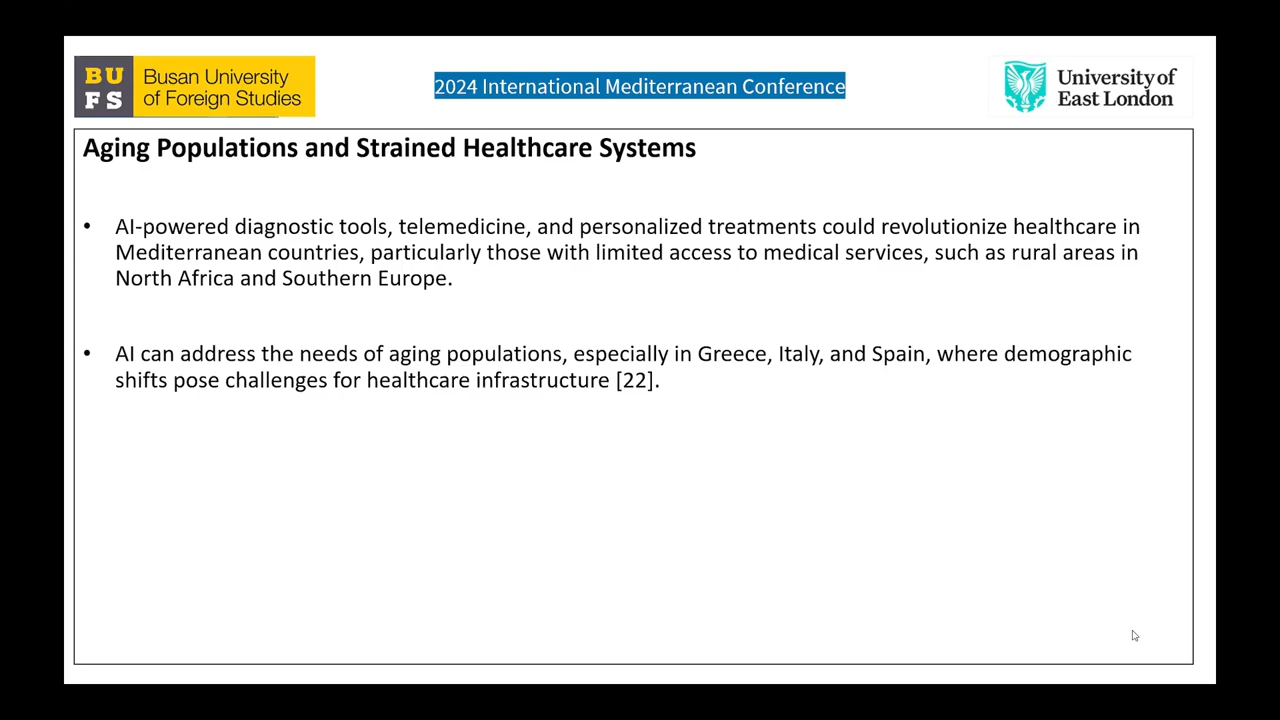 BU
FS
Busan University
of Foreign Studies
2024 International Mediterranean Conference
University of
East London
Aging Populations and Strained Healthcare Systems
• AI-powered diagnostic tools, telemedicine, and personalized treatments could revolutionize healthcare in
Mediterranean countries, particularly those with limited access to medical services, such as rural areas in
North Africa and Southern Europe.
• AI can address the needs of aging populations, especially in Greece, Italy, and Spain, where demographic
shifts pose challenges for healthcare infrastructure [22].